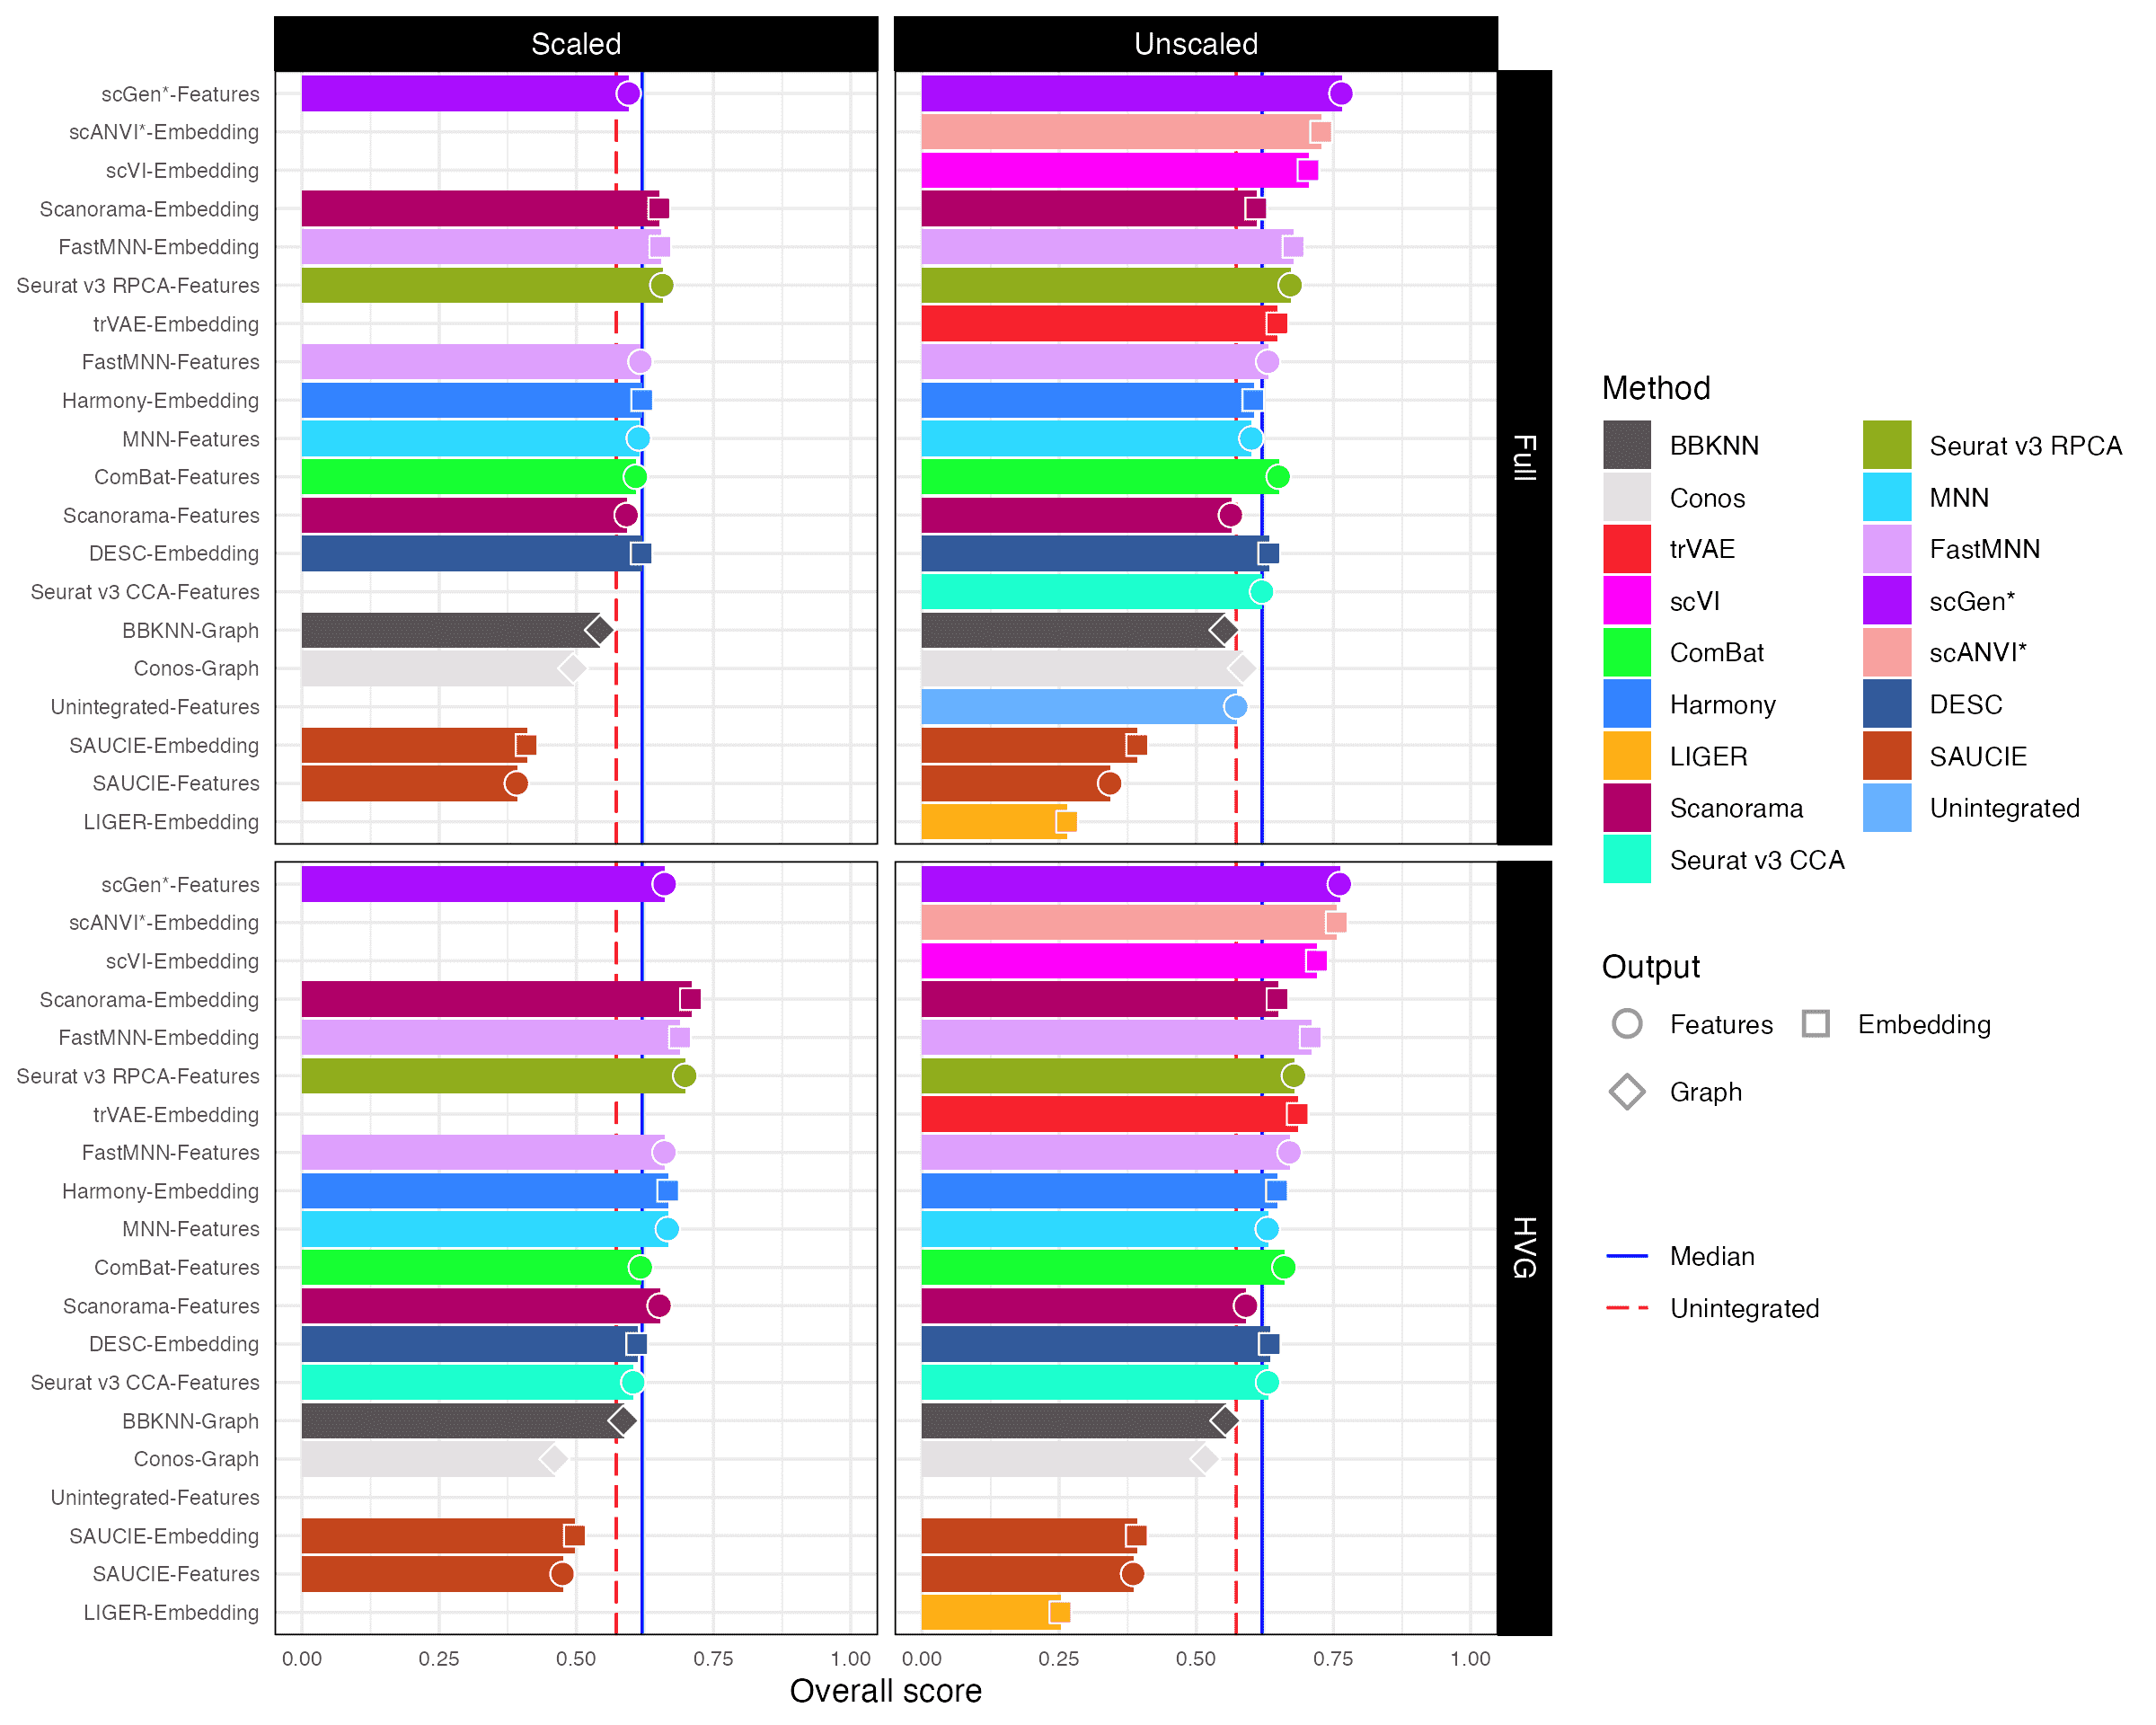 Scaled
Unscaled
scGen*-Features
scANVI*-Embedding
scVI-Embedding
Scanorama-Embedding
FastMNN-Embedding
Seurat v3 RPCA-Features
trVAE-Embedding
FastMNN-Features
Harmony-Embedding
MNN-Features
ComBat-Features
Scanorama-Features
DESC-Embedding
Seurat v3 CCA-Features
BBKNN-Graph
Conos-Graph
Unintegrated-Features
SAUCIE-Embedding
SAUCIE-Features
LIGER-Embedding
Full
scGen*-Features
scANVI*-Embedding
scVI-Embedding
Scanorama-Embedding
FastMNN-Embedding
Seurat v3 RPCA-Features
trVAE-Embedding
FastMNN-Features
Harmony-Embedding
MNN-Features
ComBat-Features
Scanorama-Features
DESC-Embedding
Seurat v3 CCA-Features
BBKNN-Graph
Conos-Graph
Unintegrated-Features
SAUCIE-Embedding
SAUCIE-Features
LIGER-Embedding
HVG
0.00 0.25 0.50 0.75 1.00
0.00 0.25 0.50 0.75 1.00
Overall score
Method
BBKNN
Conos
trVAE
scVI
ComBat
Harmony
LIGER
Scanorama
Seurat v3 CCA
Seurat v3 RPCA
MNN
FastMNN
scGen*
scANVI*
DESC
SAUCIE
Unintegrated
Output
Features
Embedding
Graph
Median
Unintegrated